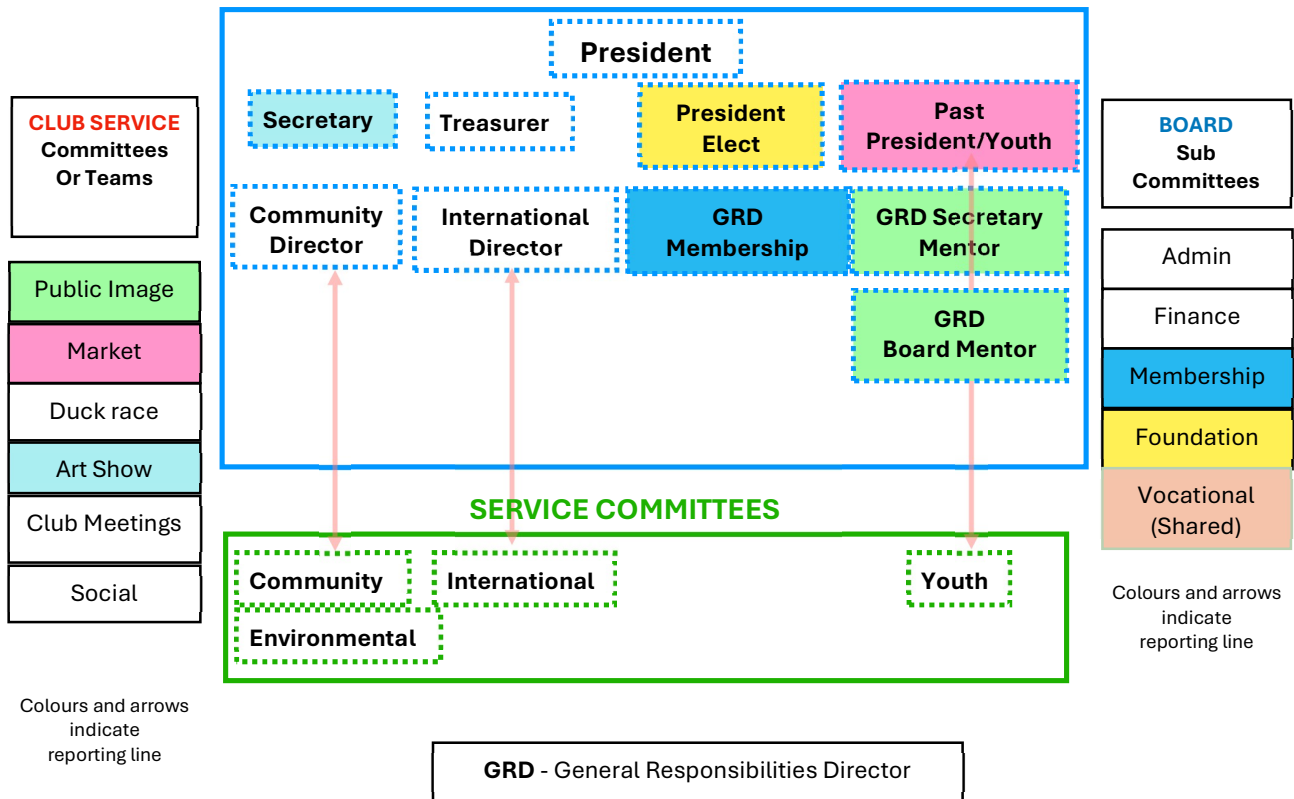 President
Secretary
Treasurer
President
Elect
Past
President/Youth
Community
Director
International
Director
GRD
Membership
GRD Secretary
Mentor
GRD
Board Mentor
CLUB SERVICE
Committees
Or Teams
Public Image
Market
Duck race
Art Show
Club Meetings
Social
Colours and arrows
indicate
reporting line
BOARD
Sub
Committees
Admin
Finance
Membership
Foundation
Vocational
(Shared)
Colours and arrows
indicate
reporting line
SERVICE COMMITTEES
Community
International
Youth
Environmental
GRD - General Responsibilities Director